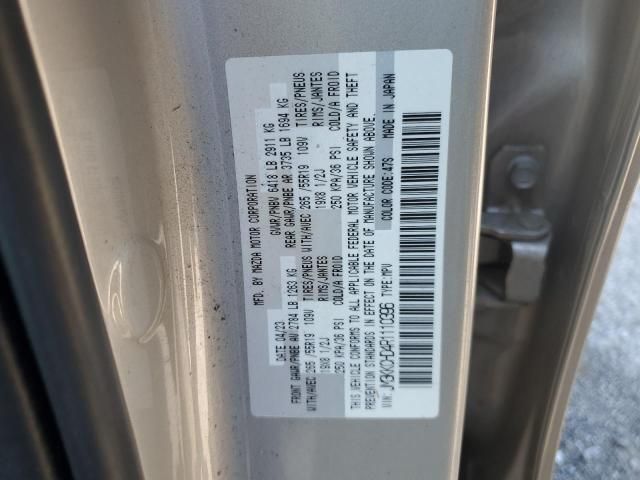 MFD. BY MAZDA MOTOR CORPORATION
DATE 04/23 GVWR/PNBV 6418 LB 2911 KG
FRONT GAWR/PNBE AV 2784 LB 1263 KG REAR GAWR/PNBE AR 3735 LB 1694 KG
WITH/AVEC 265 /55R19 109V TIRES/PNEUS WITH/AVEC 265 /55R19 109V TIRES/PNEUS
19X8 1/2J RIMS/JANTES 19X8 1/2J RIMS/JANTES
250 KPA/36 PSI COLD/A FROID 250 KPA/36 PSI COLD/A FROID
THIS VEHICLE CONFORMS TO ALL APPLICABLE FEDERAL MOTOR VEHICLE SAFETY AND THEFT
PREVENTION STANDARDS IN EFFECT ON THE DATE OF MANUFACTURE SHOWN ABOVE.
COLOR CODE:47S MADE IN JAPAN
VIN: TYPE:MPV